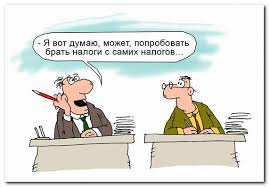 - Я вот думаю, может, попробовать
брать налоги с самих налогов...